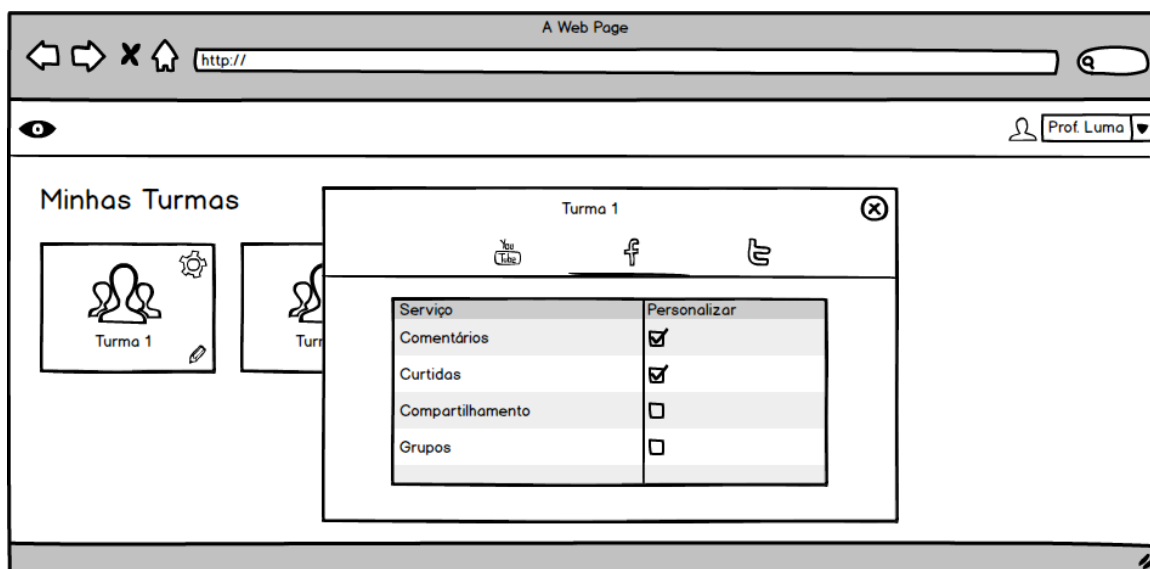 A Web Page
http://
Prof. Luma
Minhas Turmas
Turma 1
Turr
Turma 1
You
Tube
f
t
Serviço Personalizar
Comentários
Curtidas
Compartilhamento
Grupos